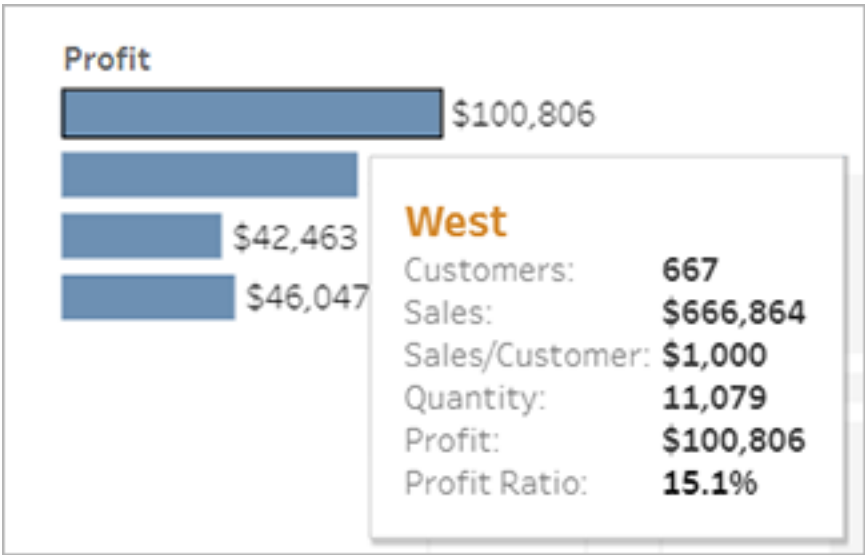 Profit
$100,806
West
$42,463
$46,047
Customers: 667
Sales: $666,864
Sales/Customer: $1,000
Quantity: 11,079
Profit: $100,806
Profit Ratio: 15.1%